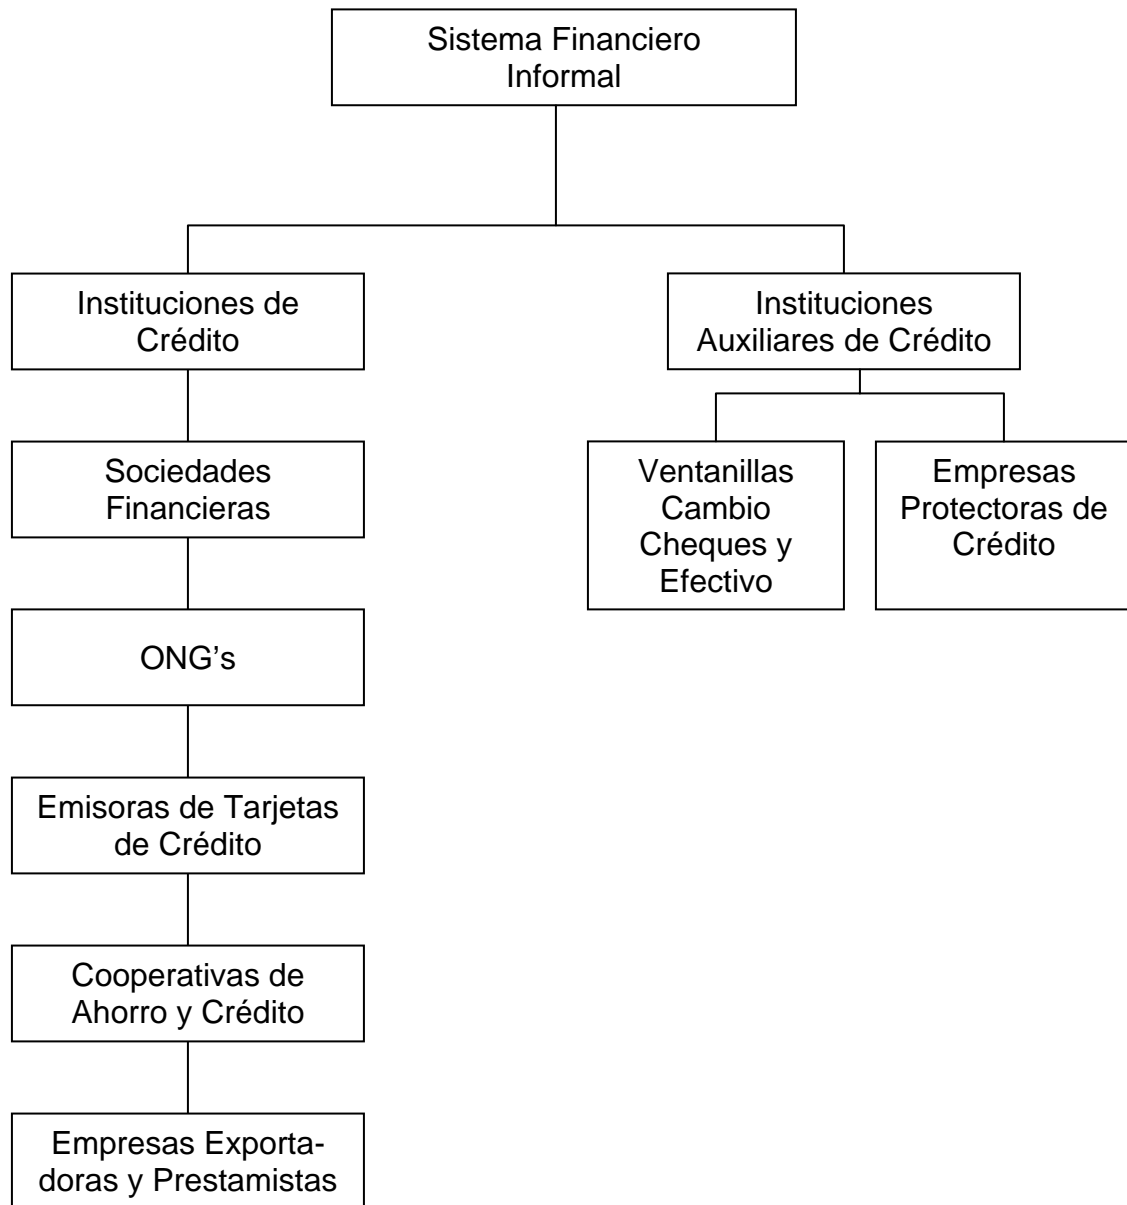 Sistema Financiero
Informal
Instituciones de
Crédito
Instituciones
Auxiliares de Crédito
Sociedades
Financieras
Ventanillas
Cambio
Cheques y
Efectivo
Empresas
Protectoras de
Crédito
ONG’s
Emisoras de Tarjetas
de Crédito
Cooperativas de
Ahorro y Crédito
Empresas Exporta-
doras y Prestamistas